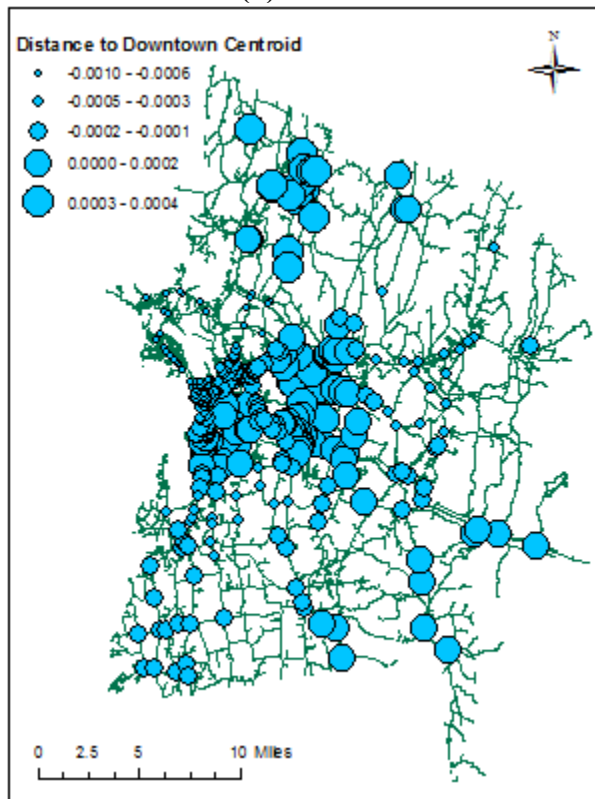 Distance to Downtown Centroid
N
-0.0010 - -0.0006
-0.0005 - -0.0003
-0.0002 - -0.0001
0.0000 - 0.0002
0.0003 - 0.0004
0 2.5 5 10 Miles